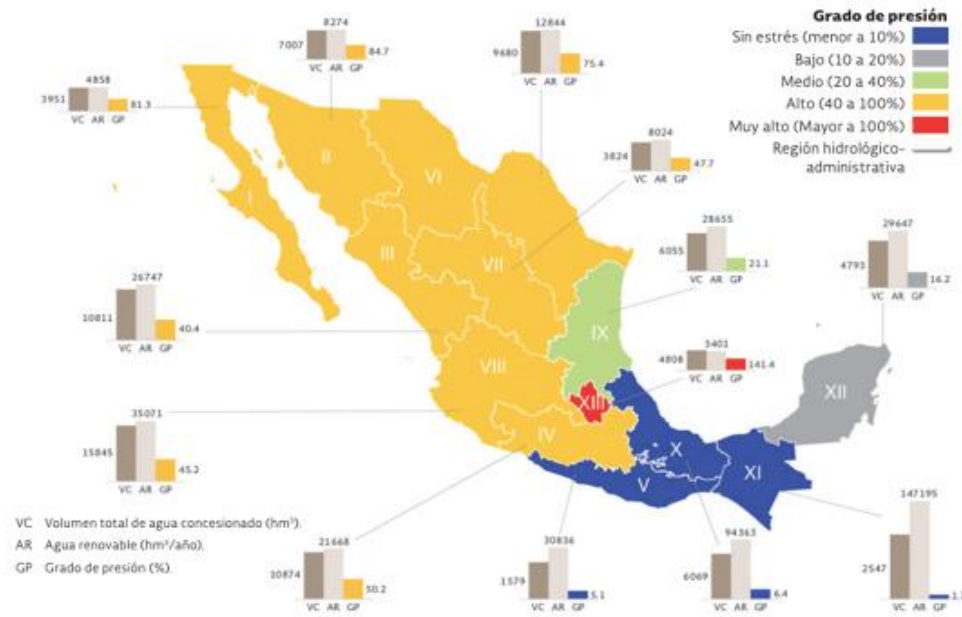 Grado de presión
Sin estrés (menor a 10%)
Bajo (10 a 20%)
Medio (20 a 40%)
Alto (40 a 100%)
Muy alto (Mayor a 100%)
Región hidrológico-
administrativa
8274
7007
84.7
VC AR GP
12844
9680
75.4
VC AR GP
4858
3951
81.3
VC AR GP
8024
3824
47.7
VC AR GP
28655
6055
21.1
VC AR GP
29647
4793
16.2
VC AR GP
26747
10811
40.4
VC AR GP
3401
4808
141.4
VC AR GP
35071
15845
45.2
VC AR GP
I
II
VI
III
VII
IX
VIII
XIII
XII
IV
X
V
XI
VC Volumen total de agua concesionado (hm³).
AR Agua renovable (hm³/año).
GP Grado de presión (%).
21668
10874
50.2
VC AR GP
30836
1579
5.1
VC AR GP
94363
6069
6.4
VC AR GP
147195
2547
VC AR GP